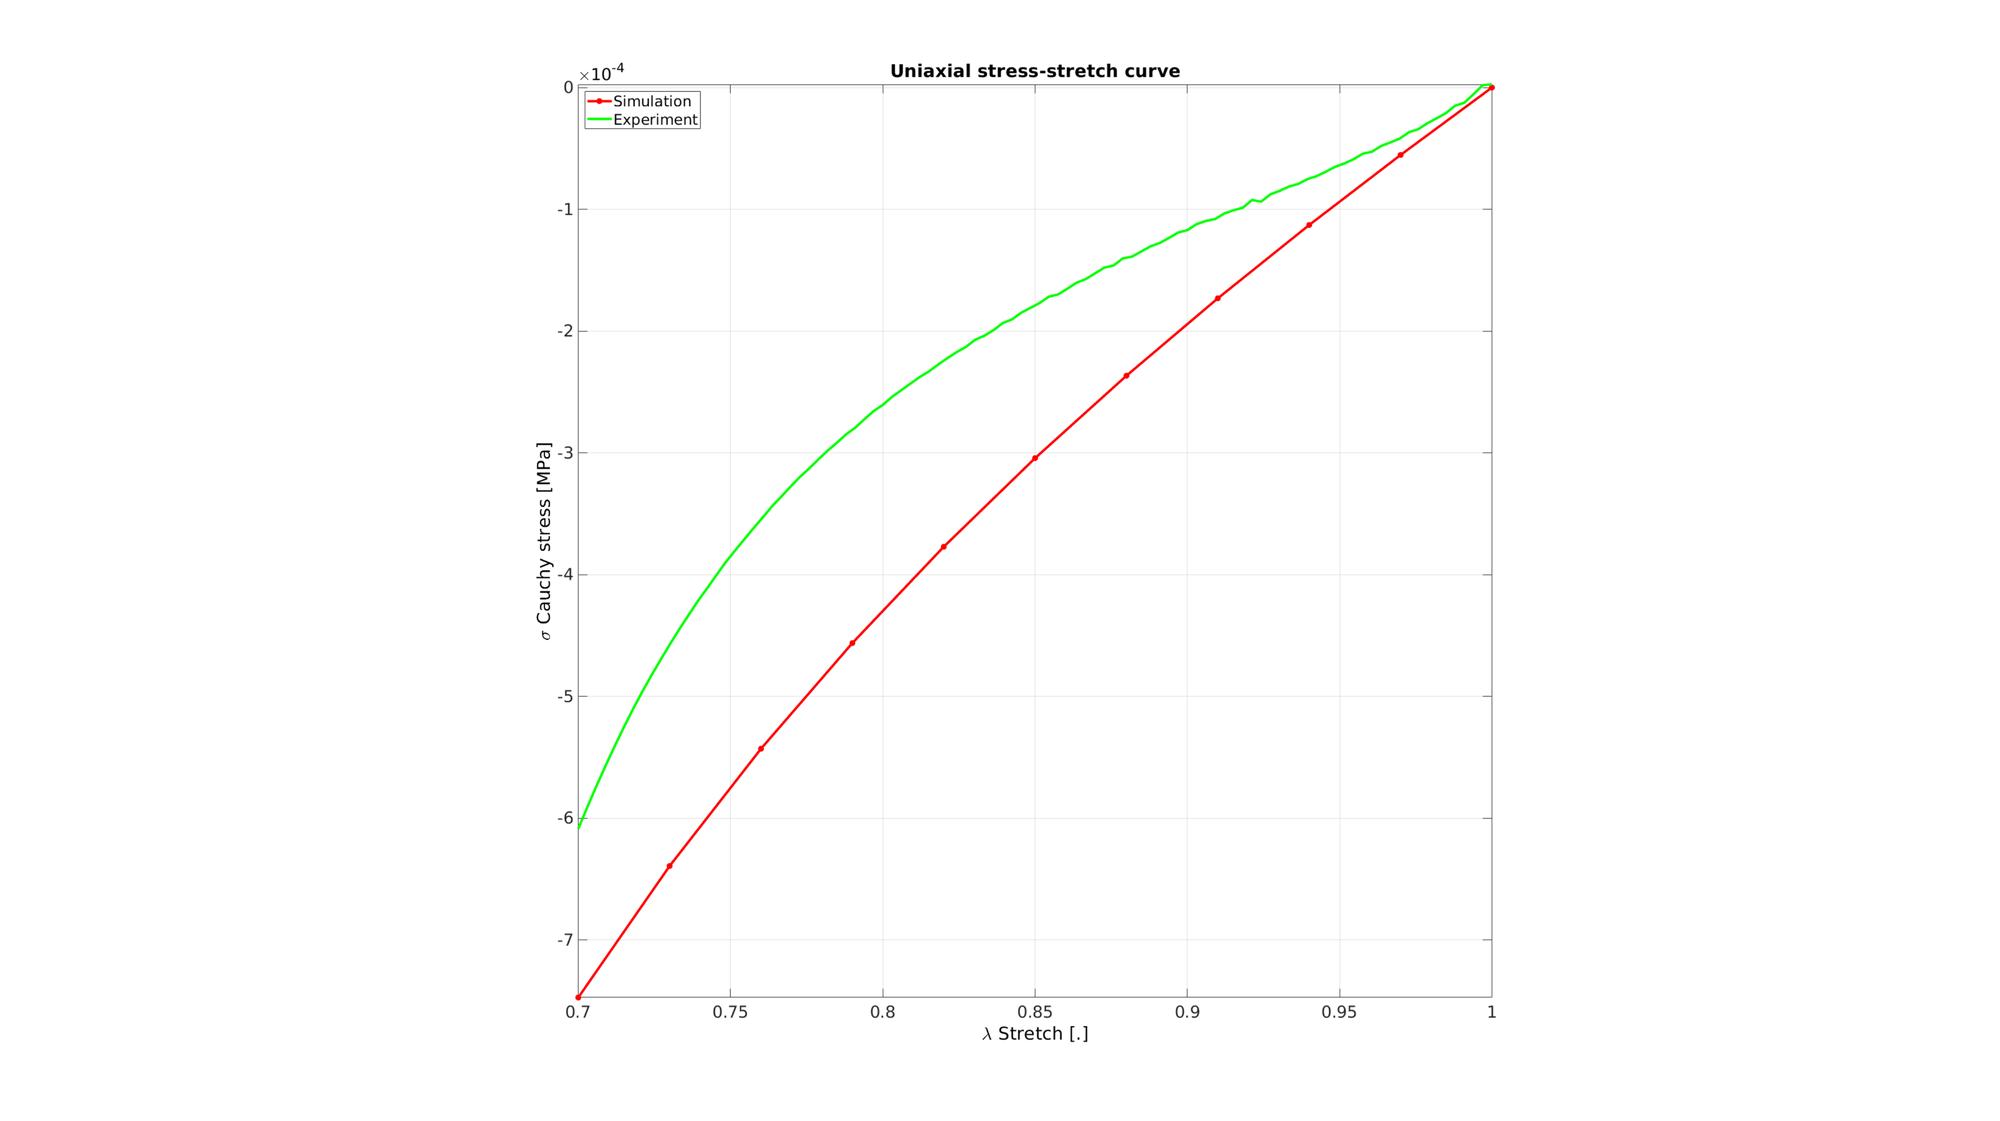 Uniaxial stress-stretch curve
×10-4
Simulation
Experiment
0
-1
-2
-3
-4
-5
-6
-7
σ Cauchy stress [MPa]
0.7 0.75 0.8 0.85 0.9 0.95 1
λ Stretch [.]